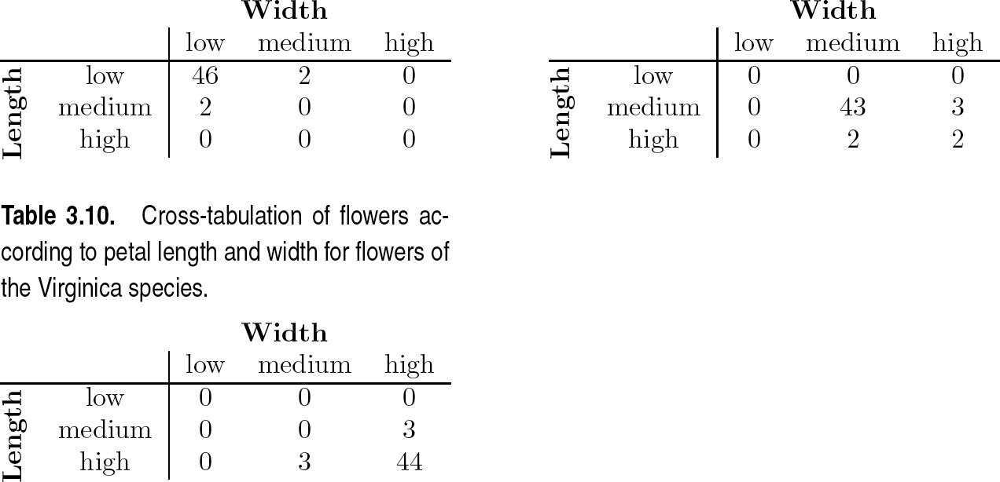 Width
low medium high
Length
low 46 2 0
medium 2 0 0
high 0 0 0
Width
low medium high
Length
low 0 0 0
medium 0 43 3
high 0 2 2
Table 3.10. Cross-tabulation of flowers ac-
cording to petal length and width for flowers of
the Virginica species.
Width
low medium high
Length
low 0 0 0
medium 0 0 3
high 0 3 44